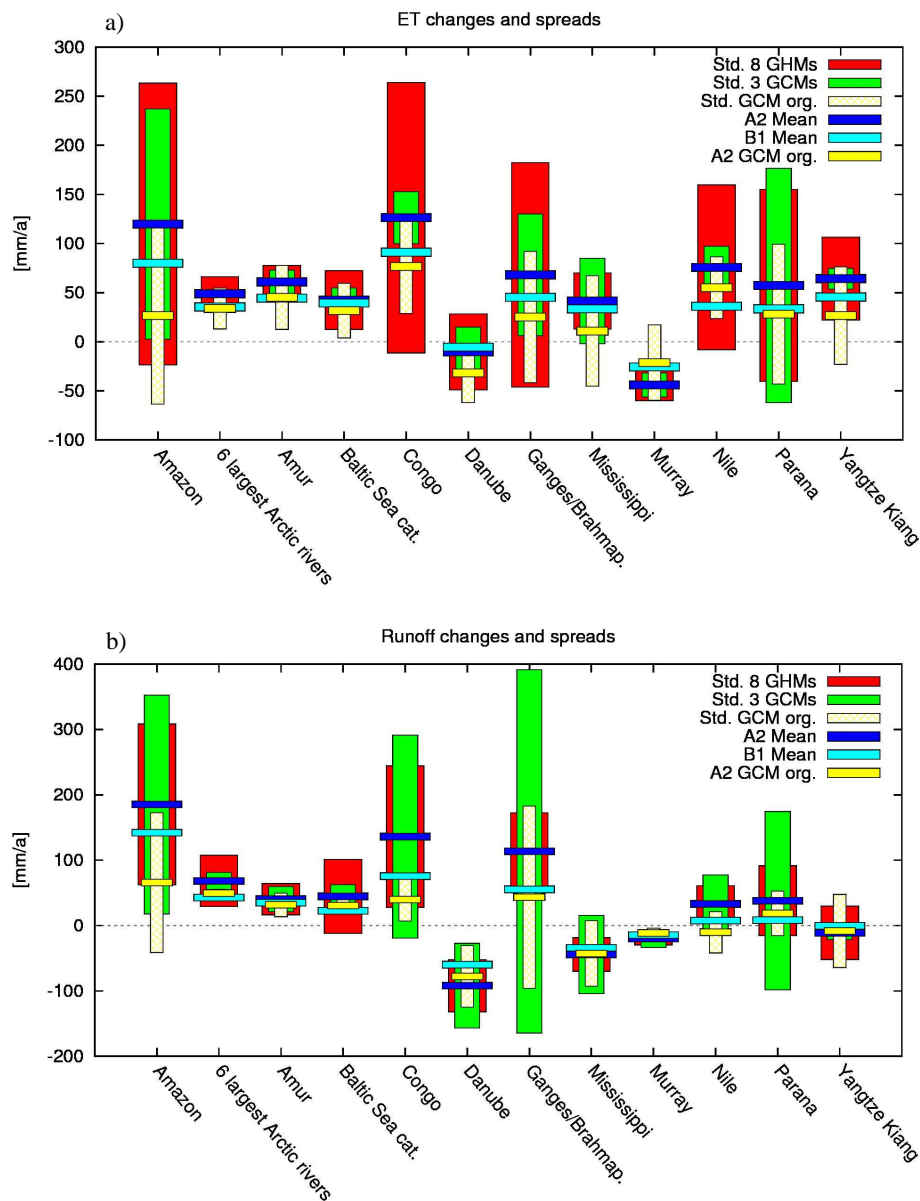 a)
ET changes and spreads
300
250
200
150
100
50
0
-50
-100
[mm/a]
Std. 8 GHMs
Std. 3 GCMs
Std. GCM org.
A2 Mean
B1 Mean
A2 GCM org.
Amazon
6 largest Arctic rivers
Amur
Baltic Sea cat.
Congo
Danube
Ganges/Brahmap.
Mississippi
Murray
Nile
Parana
Yangtze Kiang
b)
Runoff changes and spreads
400
300
200
100
0
-100
-200
[mm/a]
Std. 8 GHMs
Std. 3 GCMs
Std. GCM org.
A2 Mean
B1 Mean
A2 GCM org.
Amazon
6 largest Arctic rivers
Amur
Baltic Sea cat.
Congo
Danube
Ganges/Brahmap.
Mississippi
Murray
Nile
Parana
Yangtze Kiang